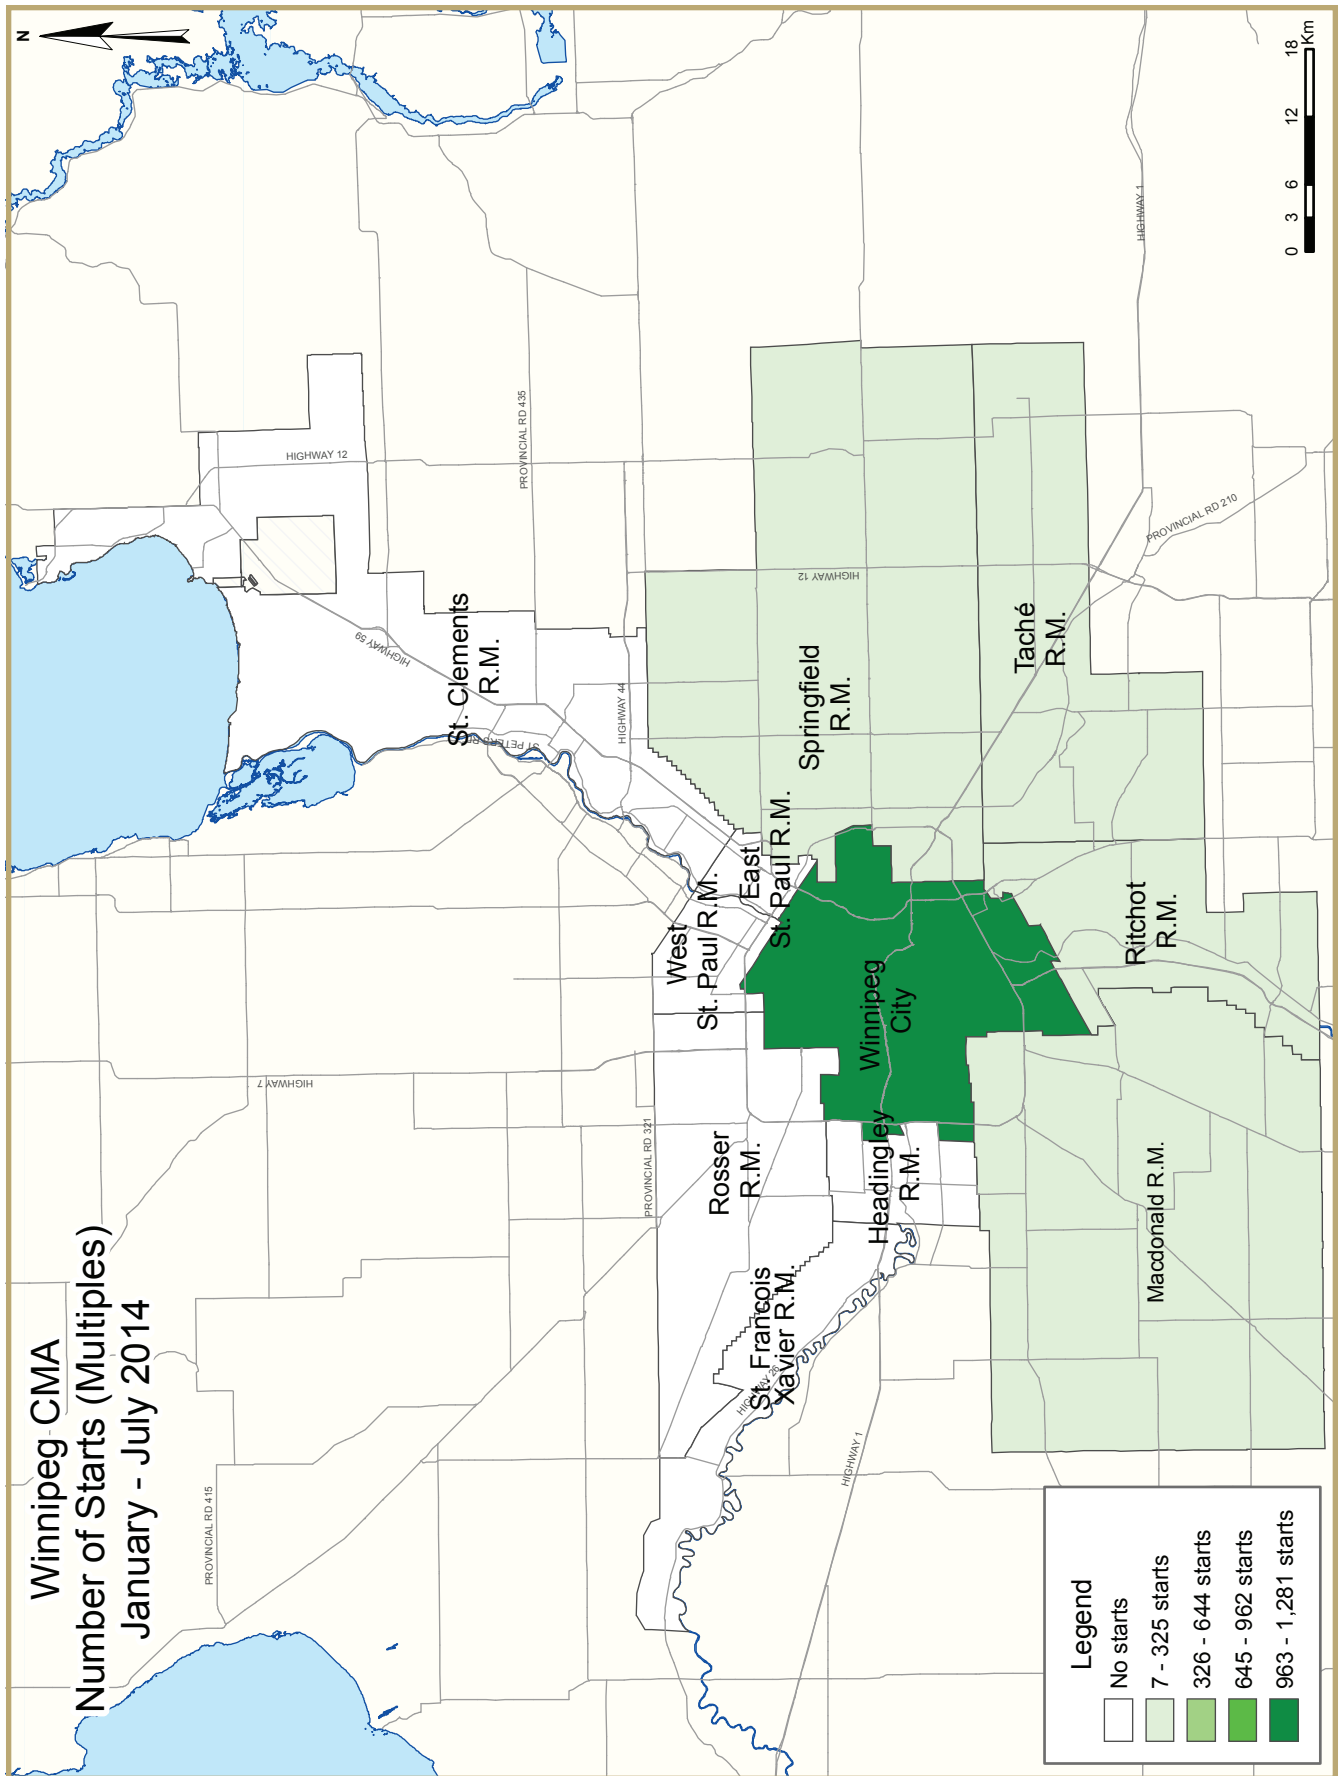 Winnipeg CMA
Number of Starts (Multiples)
January - July 2014
N
PROVINCIAL RD 415
HIGHWAY 7
PROVINCIAL RD 321
HIGHWAY 12
PROVINCIAL RD 435
HIGHWAY 59
St. Clements
R.M.
ST PETERS RD
HIGHWAY 44
West
St. Paul R.M.
East
St. Paul R.M.
Rosser
R.M.
St. Francois
Xavier R.M.
HIGHWAY 26
HIGHWAY 1
Headingley
R.M.
Winnipeg
City
Springfield
R.M.
HIGHWAY 12
Taché
R.M.
HIGHWAY 1
PROVINCIAL RD 210
Ritchot
R.M.
Macdonald R.M.
Legend
No starts
7 - 325 starts
326 - 644 starts
645 - 962 starts
963 - 1,281 starts
0 3 6 12 18
Km